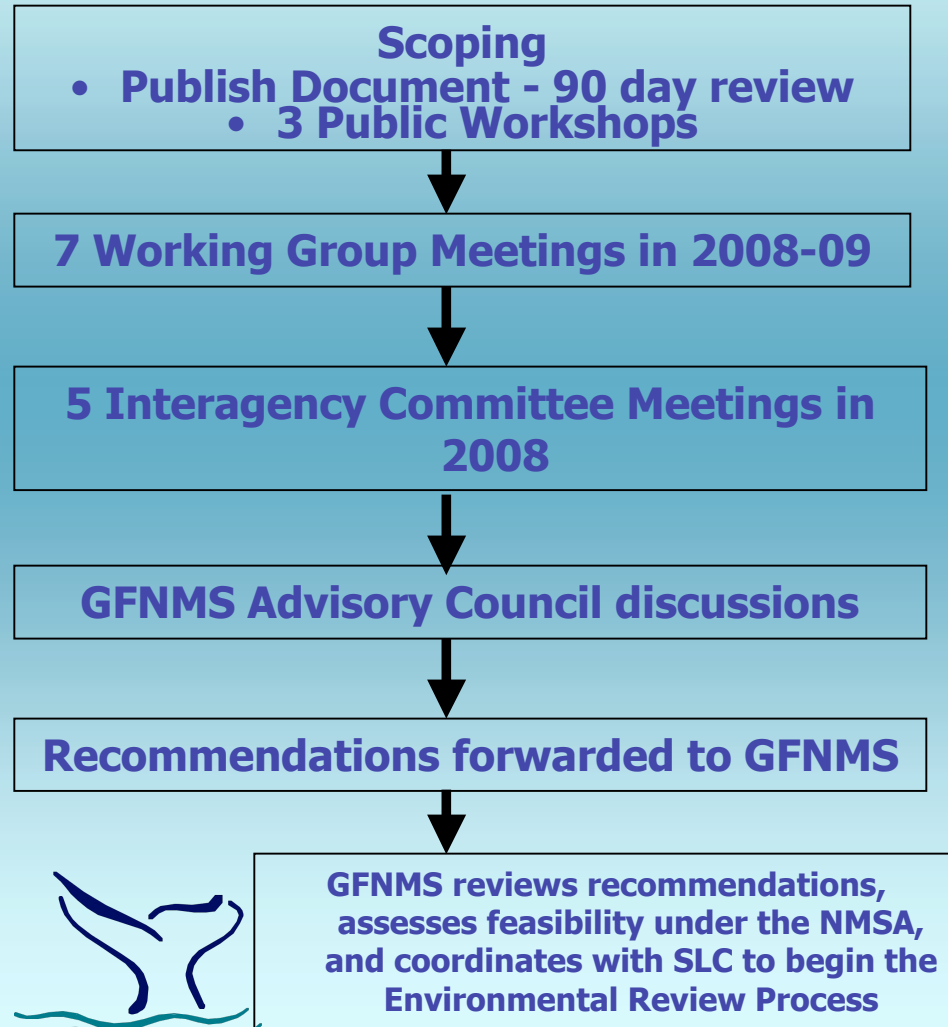 Scoping
• Publish Document - 90 day review
• 3 Public Workshops
7 Working Group Meetings in 2008-09
5 Interagency Committee Meetings in
2008
GFNMS Advisory Council discussions
Recommendations forwarded to GFNMS
GFNMS reviews recommendations,
assesses feasibility under the NMSA,
and coordinates with SLC to begin the
Environmental Review Process